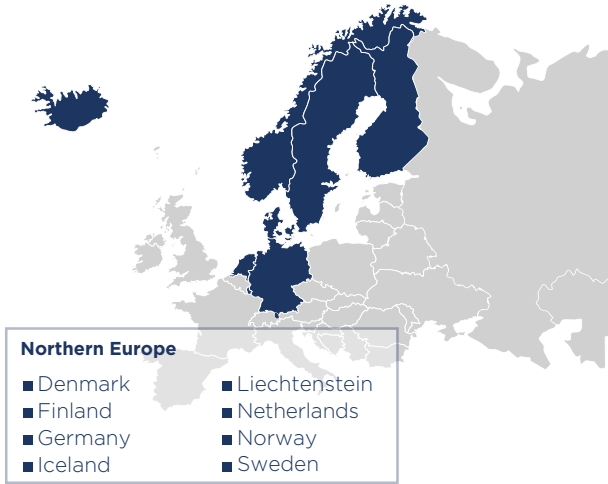 Northern Europe
Denmark
Finland
Germany
Iceland
Liechtenstein
Netherlands
Norway
Sweden